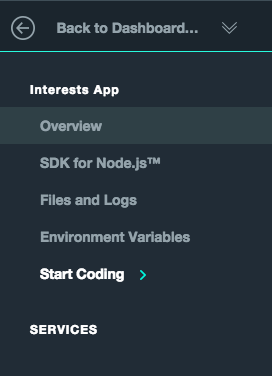 Back to Dashboard...
Interests App
Overview
SDK for Node.js™
Files and Logs
Environment Variables
Start Coding
SERVICES